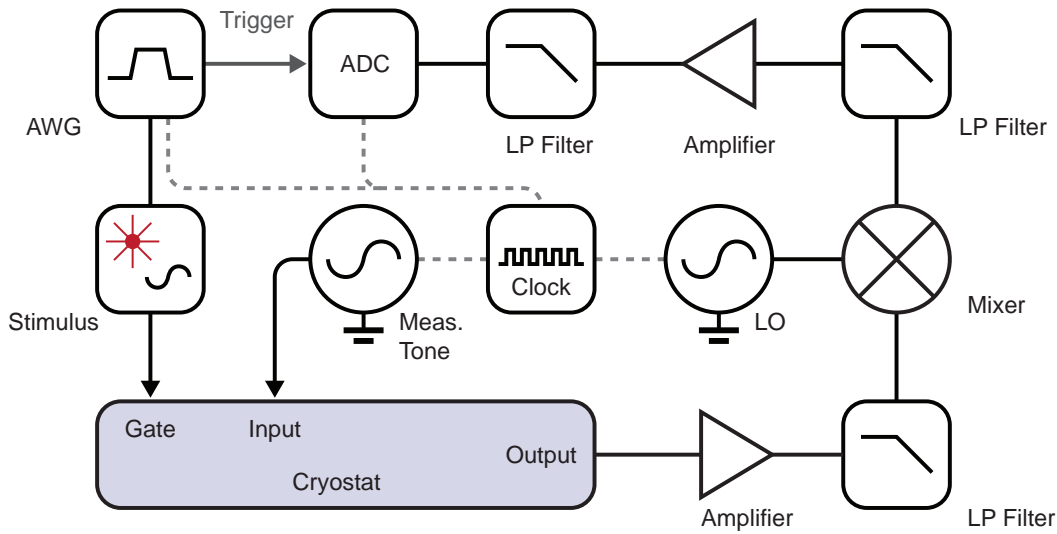 Trigger
ADC
AWG
LP Filter
Amplifier
LP Filter
Stimulus
Meas.
Tone
Clock
LO
Mixer
Gate
Input
Output
Cryostat
Amplifier
LP Filter